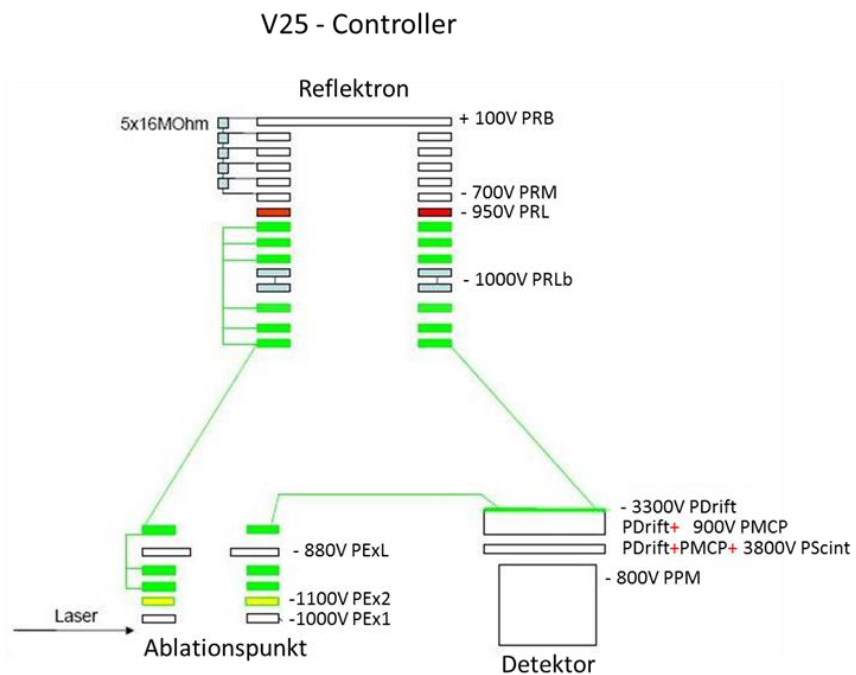 V25 - Controller
Reflektron
5x16MOhm
+ 100V PRB
- 700V PRM
- 950V PRL
- 1000V PRLb
- 3300V PDrift
PDrift+ 900V PMCP
PDrift+PMCP+ 3800V PScint
- 880V PExL
- 800V PPM
-1100V PEx2
-1000V PEx1
Laser
Ablationspunkt
Detektor